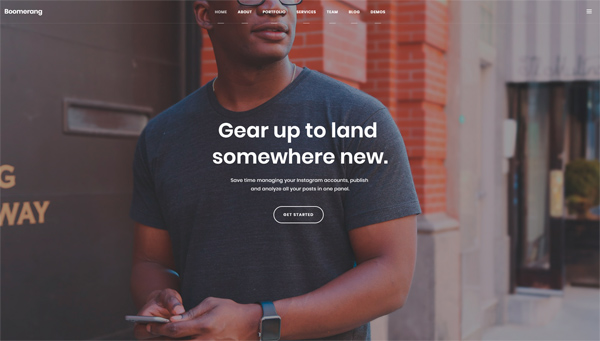 Boomerang
HOME ABOUT PORTFOLIO SERVICES TEAM BLOG DEMOS
Gear up to land
somewhere new.
Save time managing your Instagram accounts, publish
and analyze all your posts in one panel.
GET STARTED
G
WAY